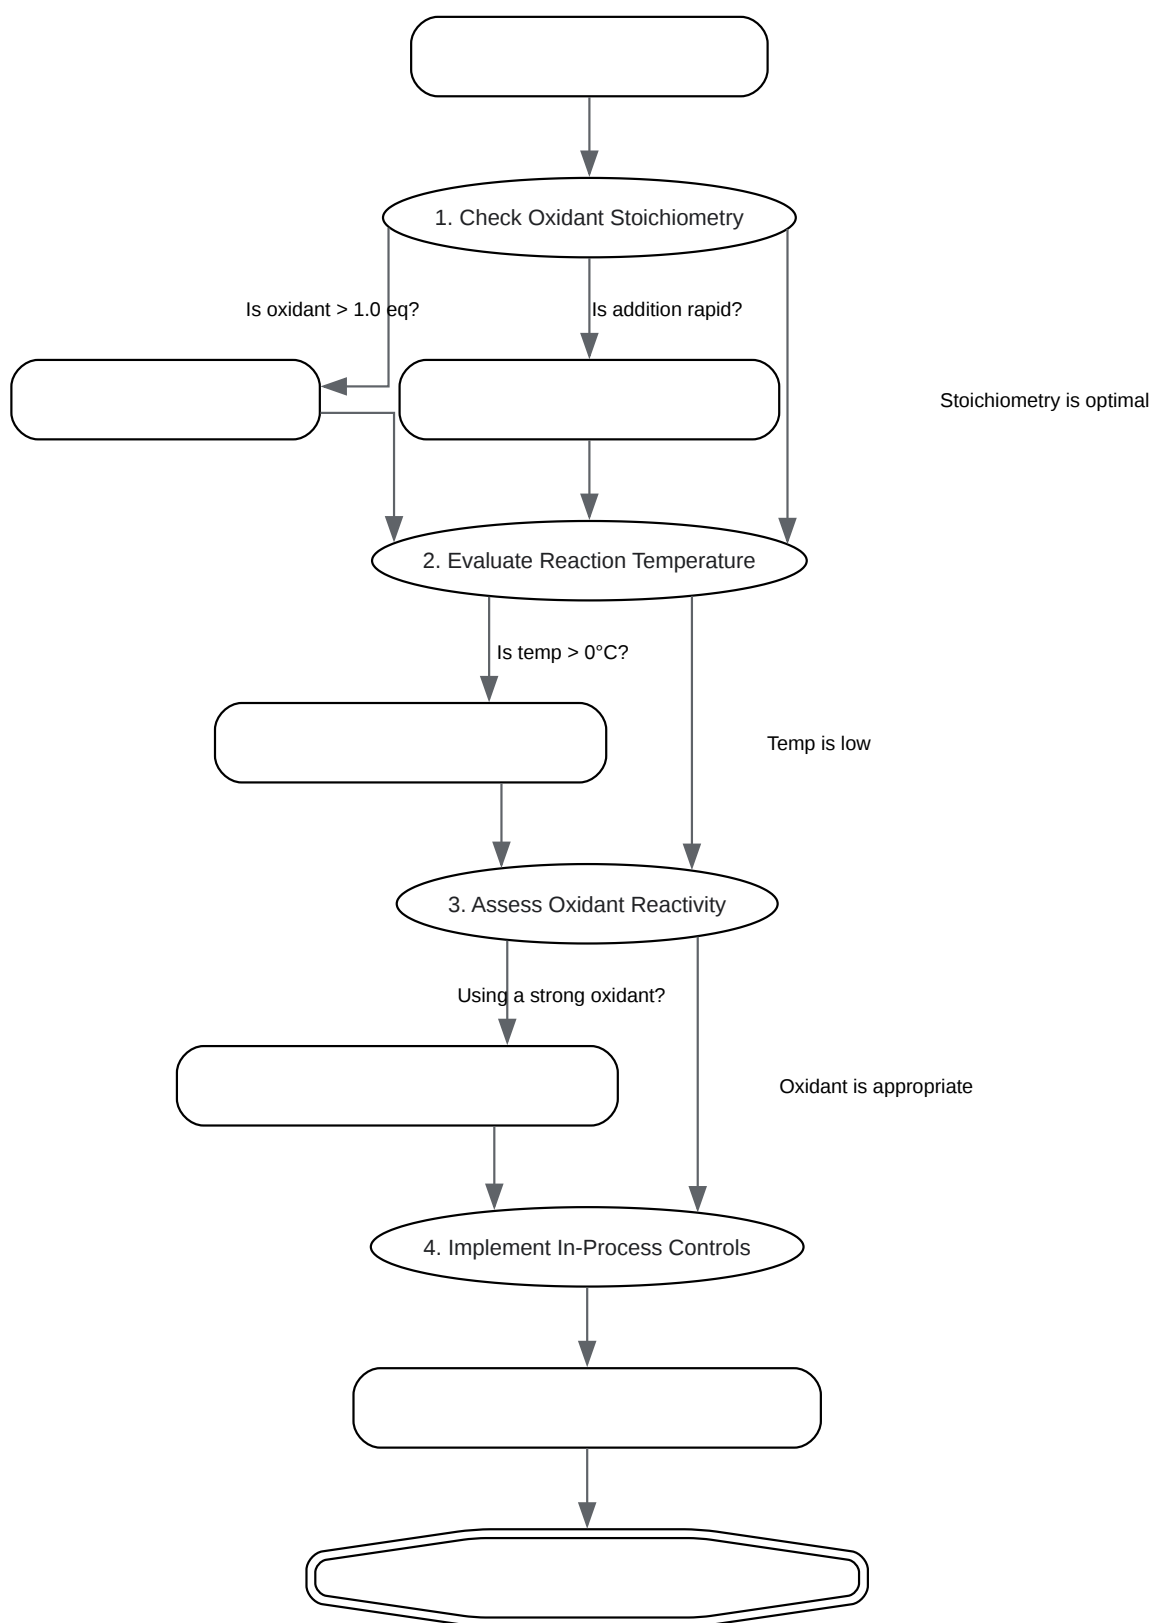 1. Check Oxidant Stoichiometry
Is oxidant > 1.0 eq?
Is addition rapid?
Stoichiometry is optimal
2. Evaluate Reaction Temperature
Is temp > 0°C?
Temp is low
3. Assess Oxidant Reactivity
Using a strong oxidant?
Oxidant is appropriate
4. Implement In-Process Controls